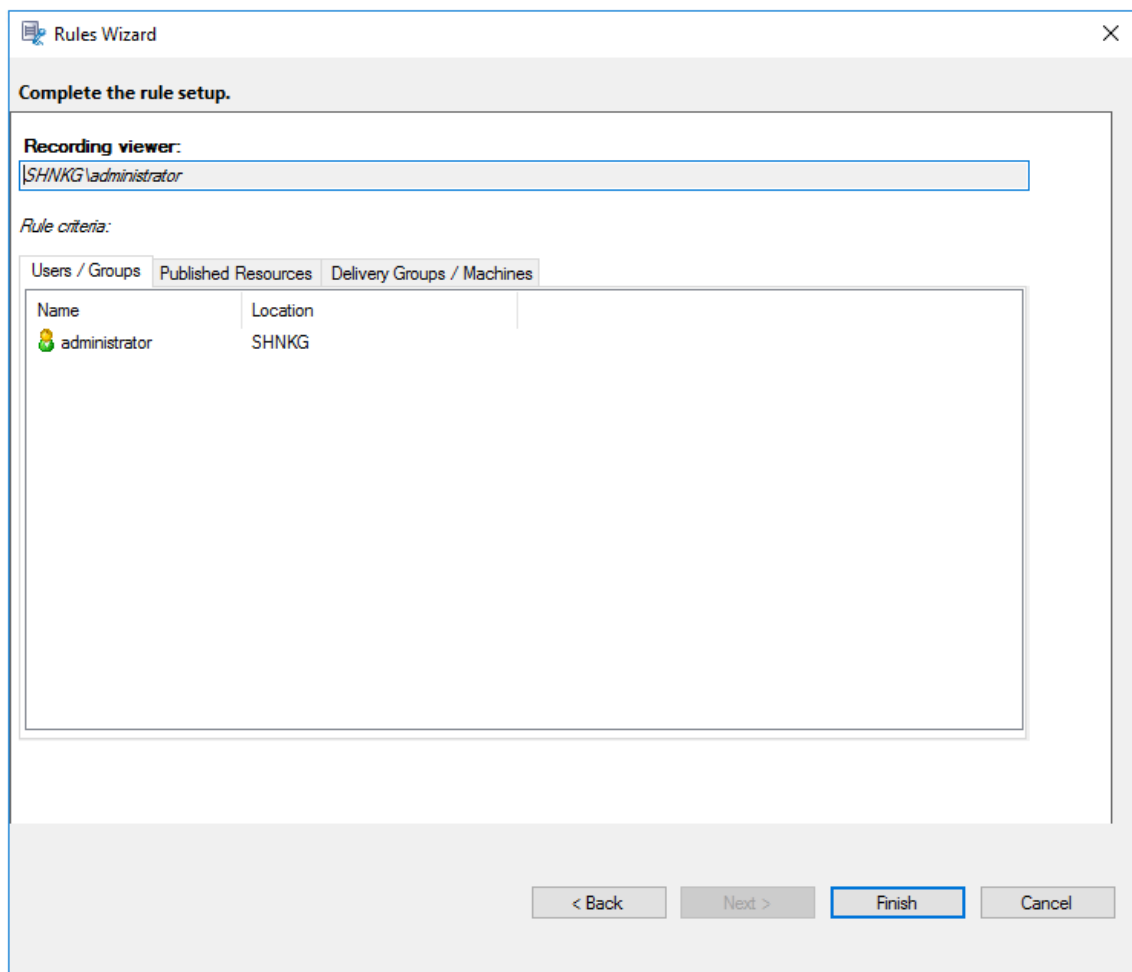 Rules Wizard
Complete the rule setup.
Recording viewer:
SHNKG\administrator
Rule criteria:
Users / Groups Published Resources Delivery Groups / Machines
Name Location
administrator SHNKG
< Back Next > Finish Cancel